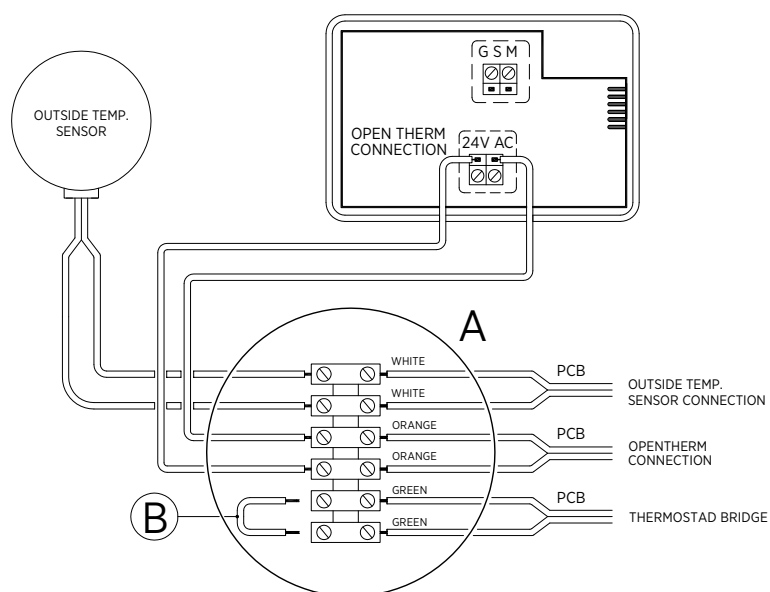 OUTSIDE TEMP.
SENSOR
G S M
OPEN THERM
CONNECTION
24V AC
A
WHITE
PCB
OUTSIDE TEMP.
SENSOR CONNECTION
WHITE
ORANGE
PCB
OPENTHERM
CONNECTION
ORANGE
GREEN
PCB
THERMOSTAD BRIDGE
GREEN
B